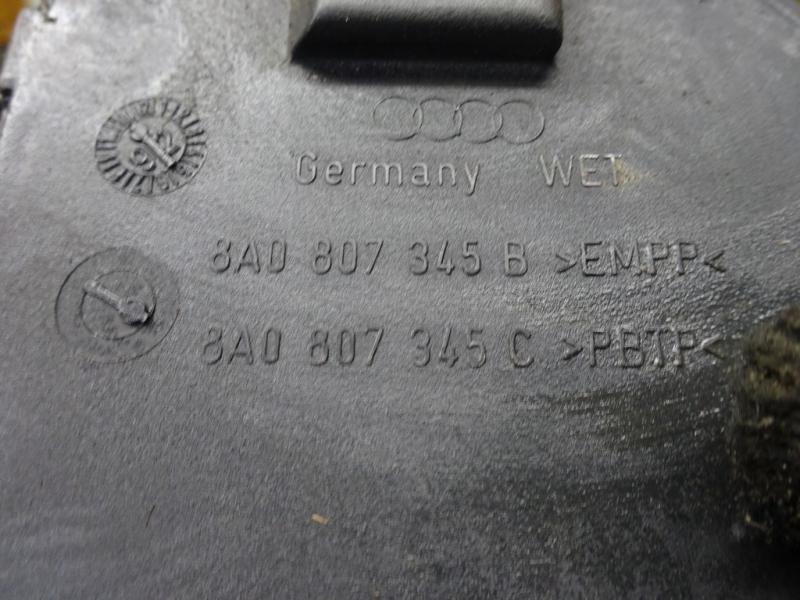 Germany WET
8A0 807 345 B >EMPP<
8A0 807 345 C >PBTP<